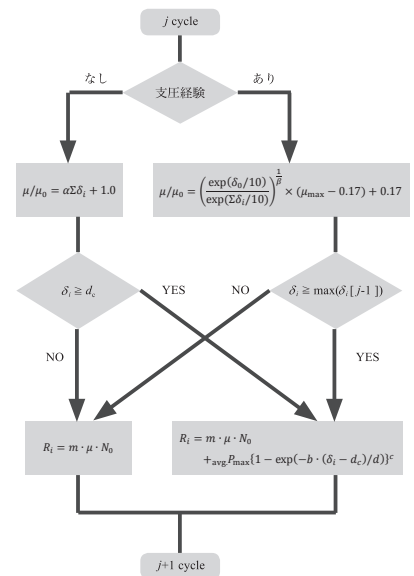 j cycle
なし
あり
支圧経験
μ/μ₀ = αΣδᵢ + 1.0
μ/μ₀ = (exp(δ₀/10)/exp(Σδᵢ/10))^(1/β) × (μmax − 0.17) + 0.17
δᵢ ≧ dc
YES
NO
δᵢ ≧ max(δᵢ[ j-1 ])
NO
YES
Rᵢ = m · μ · N₀
Rᵢ = m · μ · N₀
+avg.Pmax{1 − exp(−b · (δᵢ − dc)/d)}ᶜ
j+1 cycle